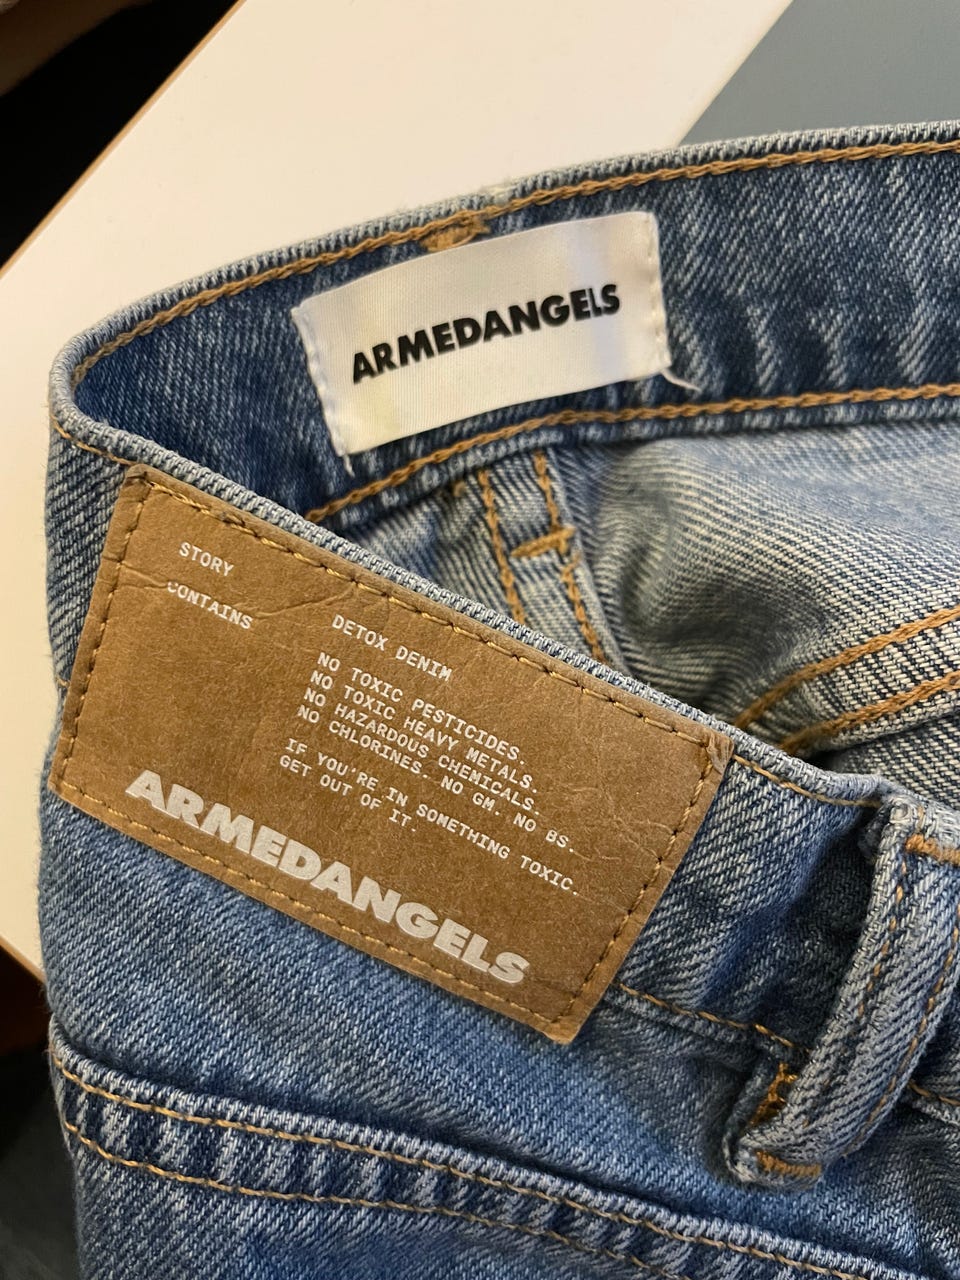 ARMEDANGELS
STORY
DETOX DENIM
CONTAINS
NO TOXIC PESTICIDES.
NO TOXIC HEAVY METALS.
NO HAZARDOUS CHEMICALS.
NO CHLORINES. NO GM. NO BS.
IF YOU'RE IN SOMETHING TOXIC.
GET OUT OF IT.
ARMEDANGELS